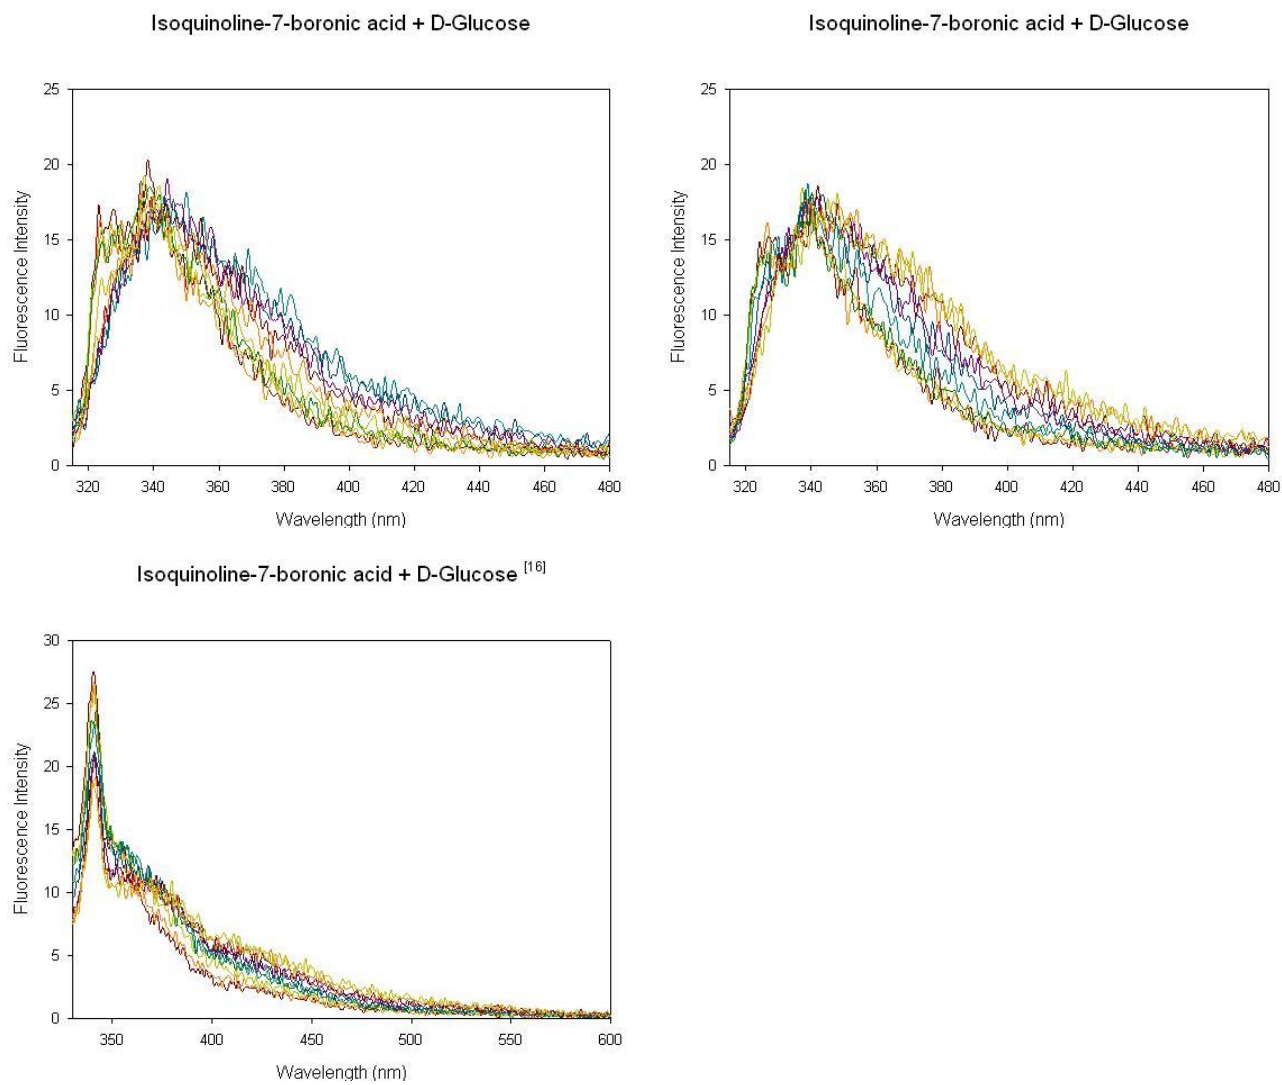 Isoquinoline-7-boronic acid + D-Glucose
25
20
15
10
5
0
Fluorescence Intensity
320 340 360 380 400 420 440 460 480
Wavelength (nm)
Isoquinoline-7-boronic acid + D-Glucose
25
20
15
10
5
0
Fluorescence Intensity
320 340 360 380 400 420 440 460 480
Wavelength (nm)
Isoquinoline-7-boronic acid + D-Glucose [16]
30
25
20
15
10
5
0
Fluorescence Intensity
350 400 450 500 550 600
Wavelength (nm)